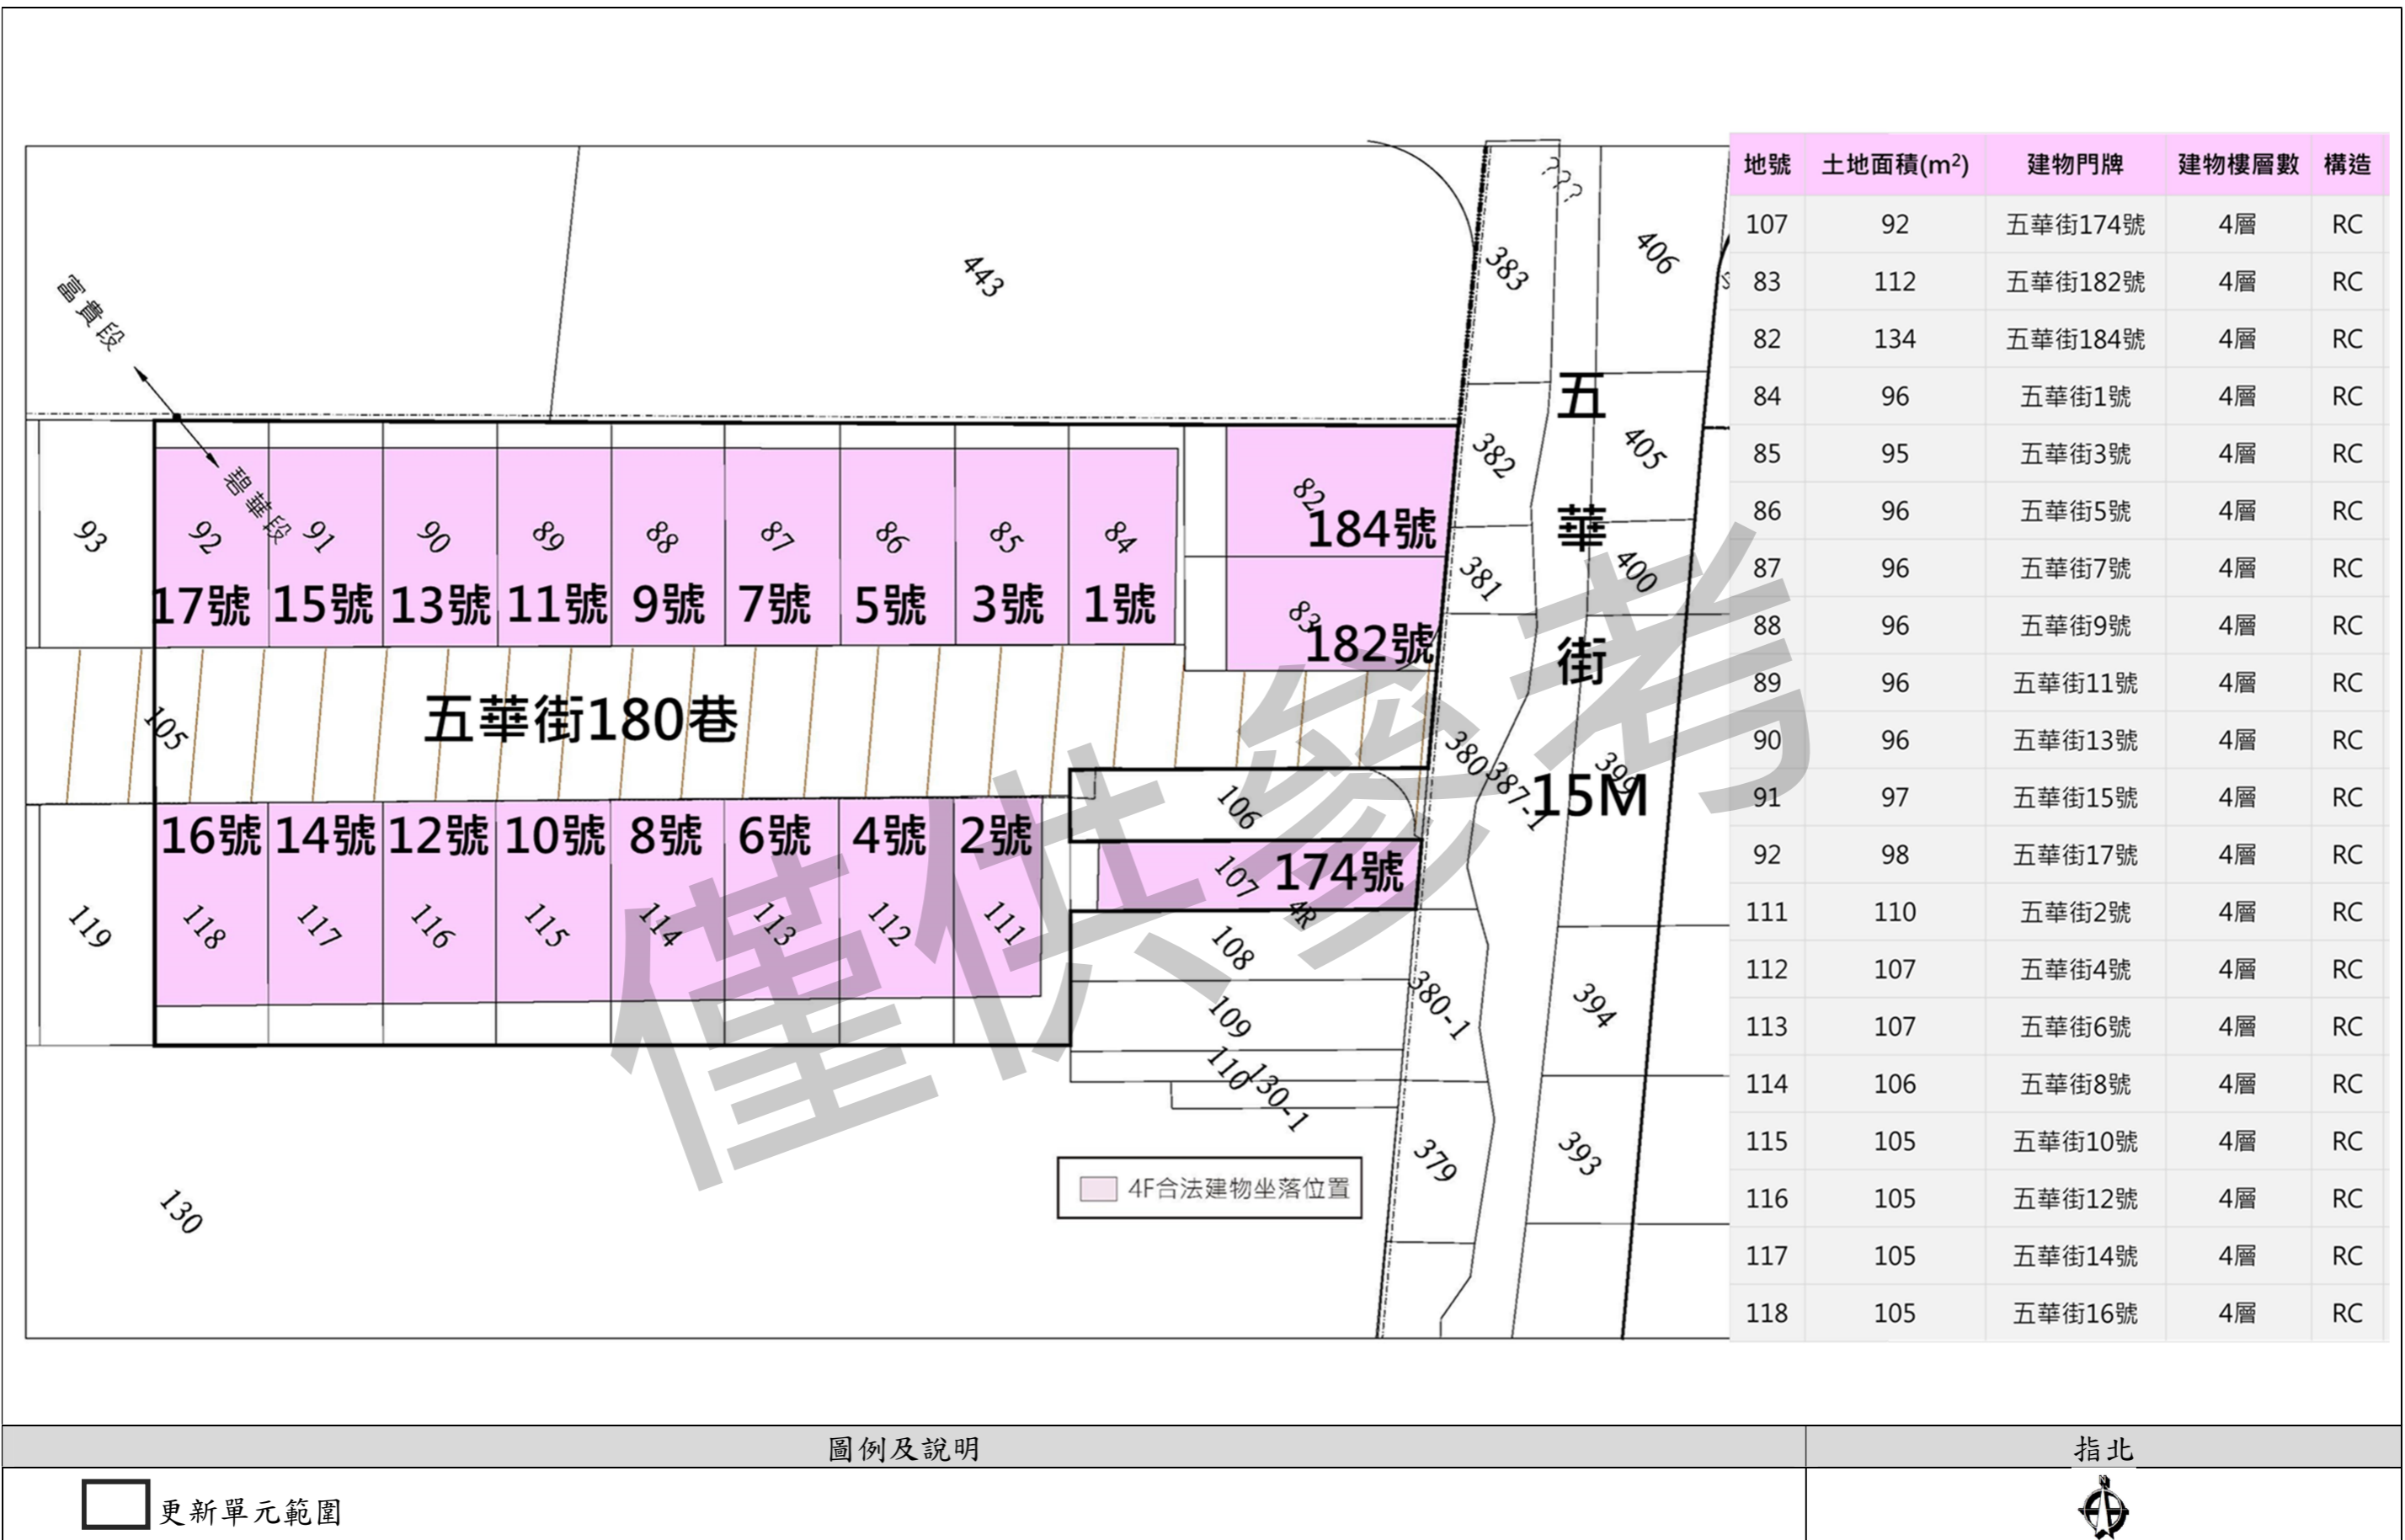 443
383
???
406
富貴段
碧華段
382
405
381
400
五
華
街
15M
93
92
91
90
89
88
87
86
85
84
82
83
17號
15號
13號
11號
9號
7號
5號
3號
1號
184號
182號
105
五華街180巷
380
387-1
399
106
16號
14號
12號
10號
8號
6號
4號
2號
174號
107
4R
119
118
117
116
115
114
113
112
111
108
109
110
130-1
380-1
394
379
393
130
4F合法建物坐落位置
僅供參考
地號 土地面積(m²) 建物門牌 建物樓層數 構造
107 92 五華街174號 4層 RC
83 112 五華街182號 4層 RC
82 134 五華街184號 4層 RC
84 96 五華街1號 4層 RC
85 95 五華街3號 4層 RC
86 96 五華街5號 4層 RC
87 96 五華街7號 4層 RC
88 96 五華街9號 4層 RC
89 96 五華街11號 4層 RC
90 96 五華街13號 4層 RC
91 97 五華街15號 4層 RC
92 98 五華街17號 4層 RC
111 110 五華街2號 4層 RC
112 107 五華街4號 4層 RC
113 107 五華街6號 4層 RC
114 106 五華街8號 4層 RC
115 105 五華街10號 4層 RC
116 105 五華街12號 4層 RC
117 105 五華街14號 4層 RC
118 105 五華街16號 4層 RC
圖例及說明
指北
更新單元範圍
N